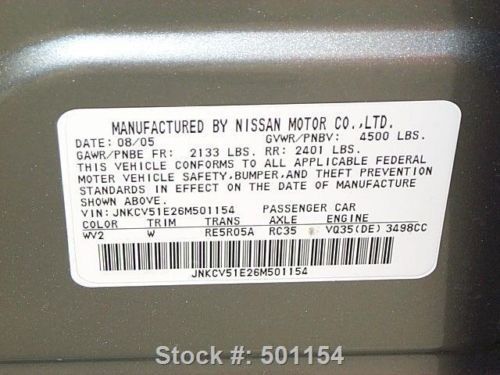 MANUFACTURED BY NISSAN MOTOR CO.,LTD.
DATE: 08/05 GVWR/PNBV: 4500 LBS.
GAWR/PNBE FR: 2133 LBS. RR: 2401 LBS.
THIS VEHICLE CONFORMS TO ALL APPLICABLE FEDERAL
MOTER VEHICLE SAFETY,BUMPER,AND THEFT PREVENTION
STANDARDS IN EFFECT ON THE DATE OF MANUFACTURE
SHOWN ABOVE.
VIN: JNKCV51E26M501154 PASSENGER CAR
COLOR TRIM TRANS AXLE ENGINE
WV2 W RE5R05A RC35 VQ35(DE) 3498CC
JNKCV51E26M501154
Stock #: 501154